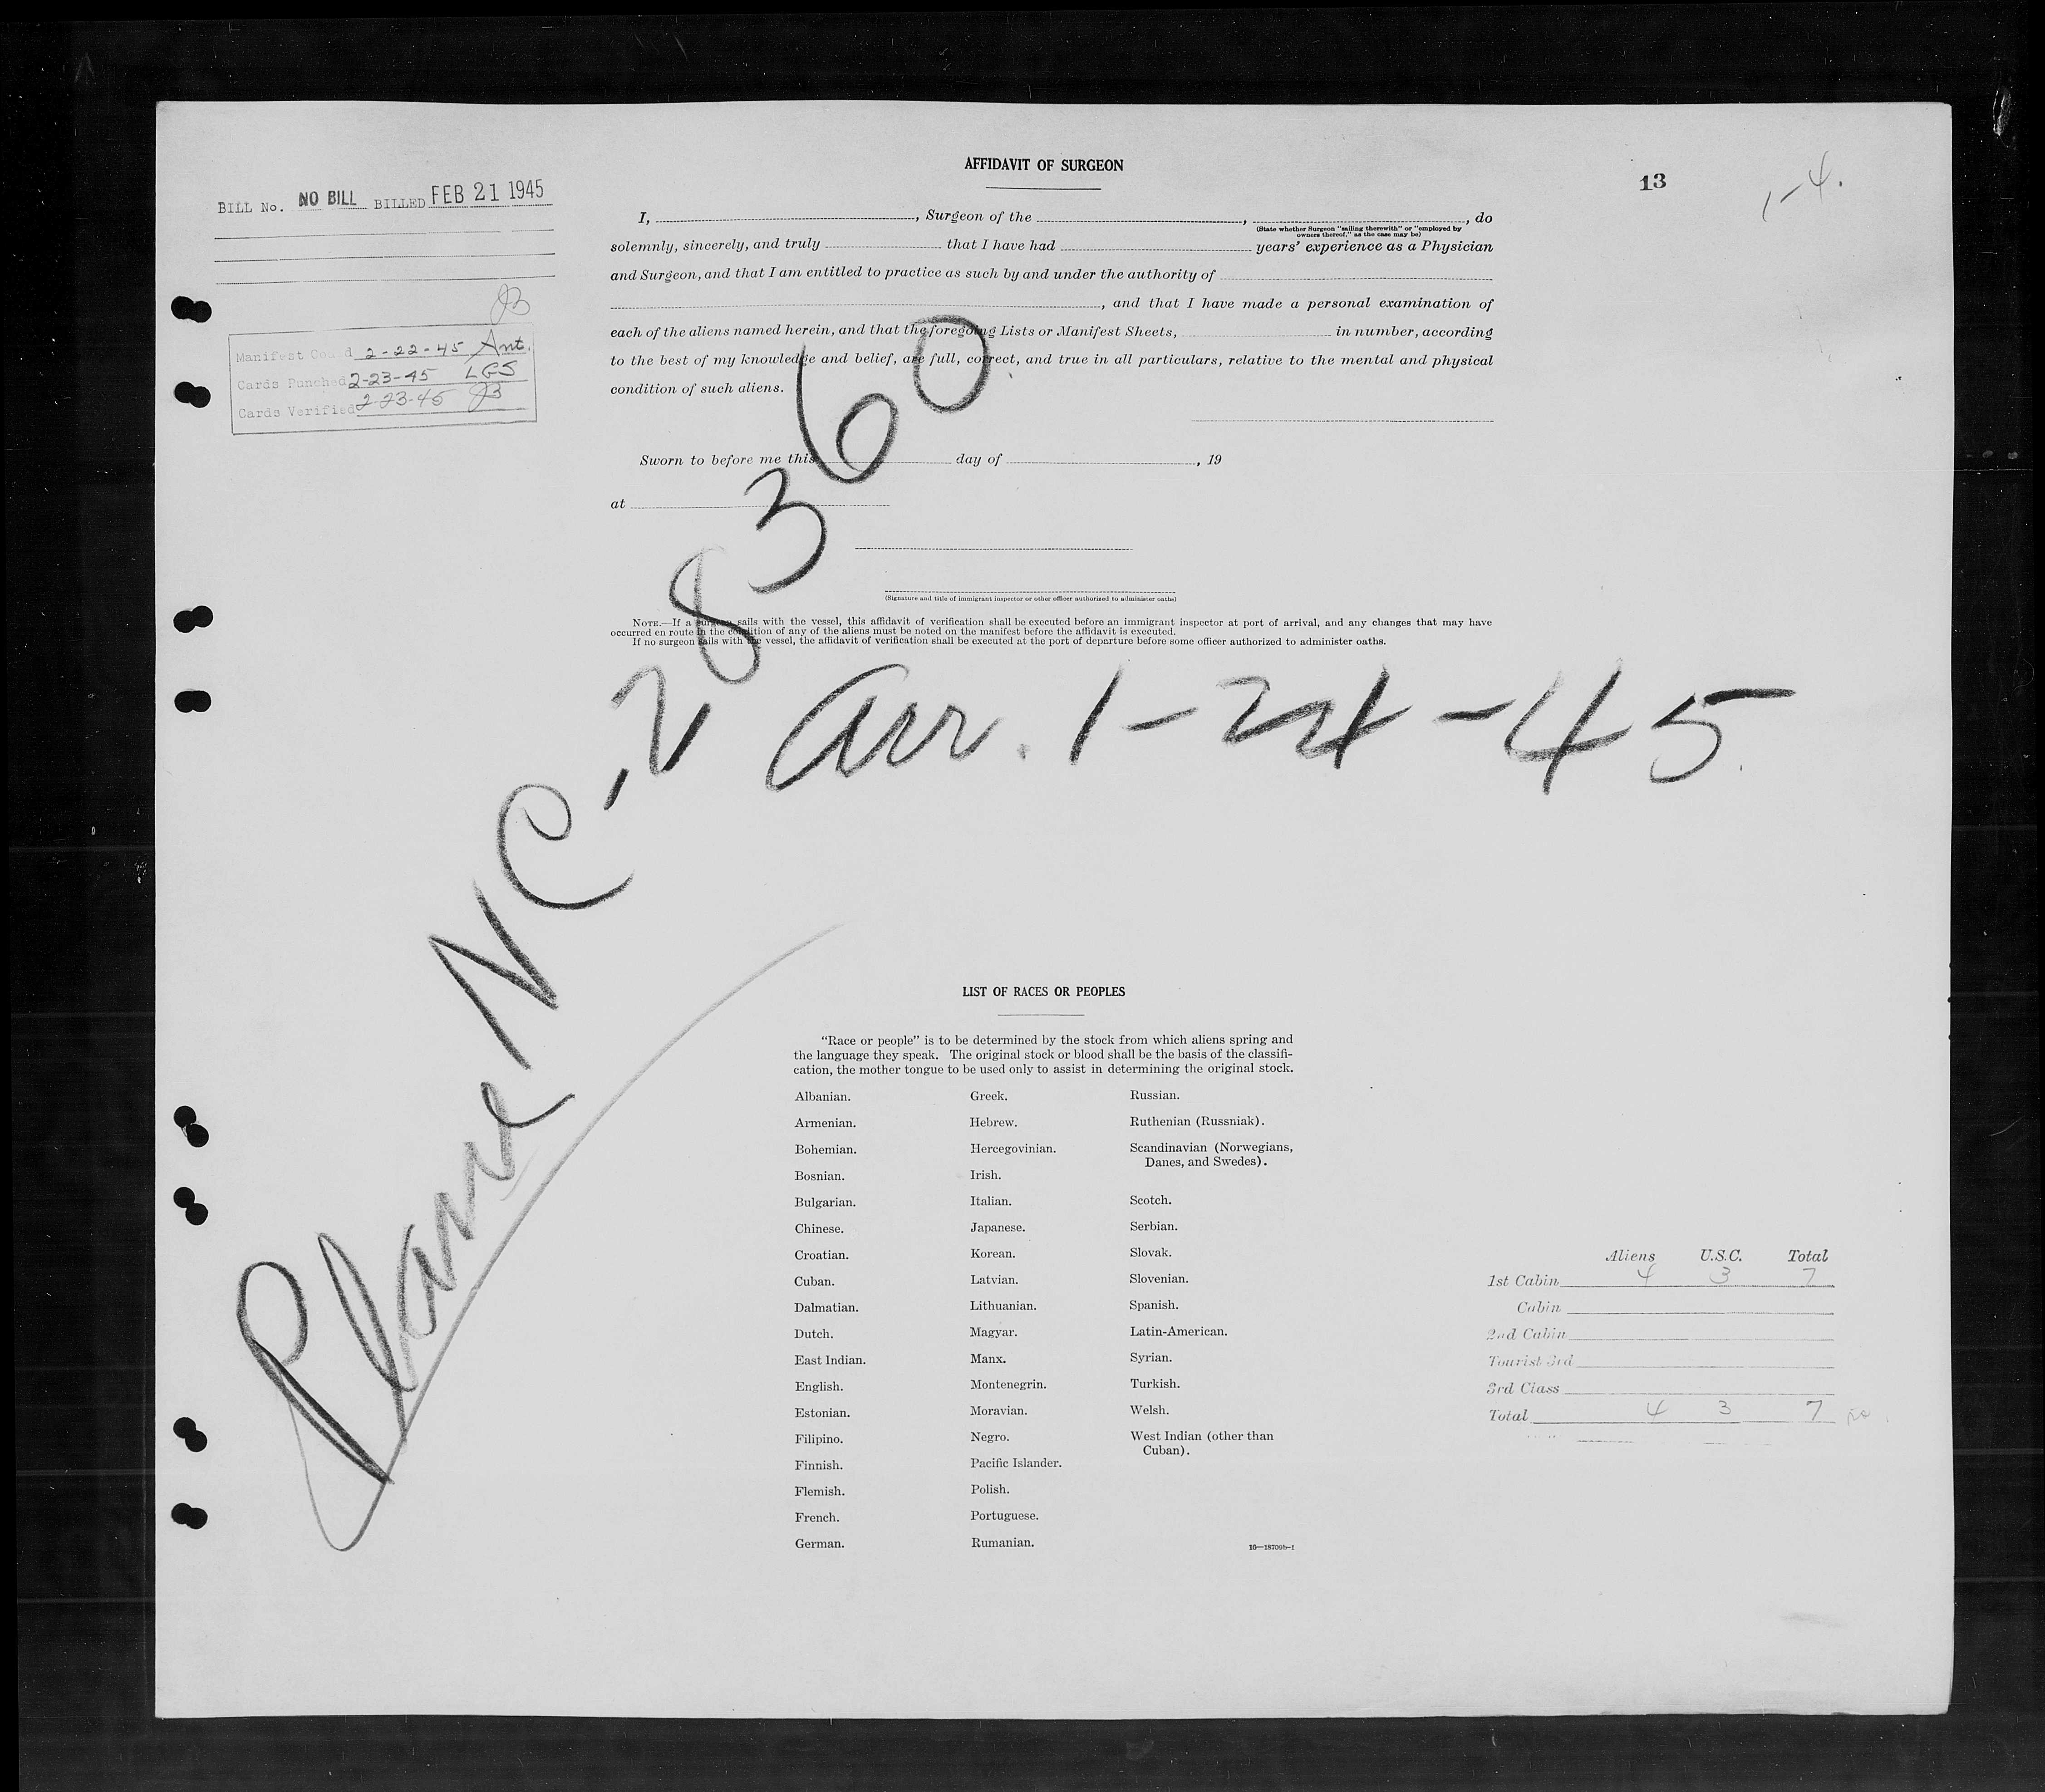 AFFIDAVIT OF SURGEON
13
1-4.
BILL No. NO BILL BILLED FEB 21 1945
JB
Manifest Co d 2-22-45 Ant.
Cards Punched 2-23-45 LGS
Cards Verified 2-23-45 JB
I, , Surgeon of the , , do
(State whether Surgeon "sailing therewith" or "employed by
owners thereof," as the case may be)
solemnly, sincerely, and truly that I have had years' experience as a Physician
and Surgeon, and that I am entitled to practice as such by and under the authority of
, and that I have made a personal examination of
each of the aliens named herein, and that the foregoing Lists or Manifest Sheets, in number, according
to the best of my knowledge and belief, are full, correct, and true in all particulars, relative to the mental and physical
condition of such aliens.
Sworn to before me this day of , 19
at
(Signature and title of immigrant inspector or other officer authorized to administer oaths)
NOTE.—If a surgeon sails with the vessel, this affidavit of verification shall be executed before an immigrant inspector at port of arrival, and any changes that may have
occurred en route in the condition of any of the aliens must be noted on the manifest before the affidavit is executed.
If no surgeon sails with the vessel, the affidavit of verification shall be executed at the port of departure before some officer authorized to administer oaths.
Plane NC-28360
arr. 1-24-45
LIST OF RACES OR PEOPLES
"Race or people" is to be determined by the stock from which aliens spring and
the language they speak. The original stock or blood shall be the basis of the classifi-
cation, the mother tongue to be used only to assist in determining the original stock.
Albanian.
Armenian.
Bohemian.
Bosnian.
Bulgarian.
Chinese.
Croatian.
Cuban.
Dalmatian.
Dutch.
East Indian.
English.
Estonian.
Filipino.
Finnish.
Flemish.
French.
German.
Greek.
Hebrew.
Hercegovinian.
Irish.
Italian.
Japanese.
Korean.
Latvian.
Lithuanian.
Magyar.
Manx.
Montenegrin.
Moravian.
Negro.
Pacific Islander.
Polish.
Portuguese.
Rumanian.
Russian.
Ruthenian (Russniak).
Scandinavian (Norwegians,
Danes, and Swedes).
Scotch.
Serbian.
Slovak.
Slovenian.
Spanish.
Latin-American.
Syrian.
Turkish.
Welsh.
West Indian (other than
Cuban).
16—18709b-1
Aliens U.S.C. Total
1st Cabin 4 3 7
Cabin
2nd Cabin
Tourist 3rd
3rd Class
Total 4 3 7